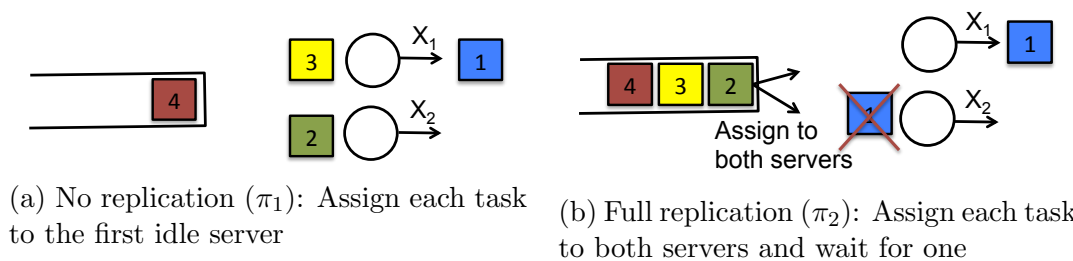 4
3
X₁
1
2
X₂
(a) No replication (π₁): Assign each task
to the first idle server
4 3 2
Assign to
both servers
X₁
1
1
X₂
(b) Full replication (π₂): Assign each task
to both servers and wait for one